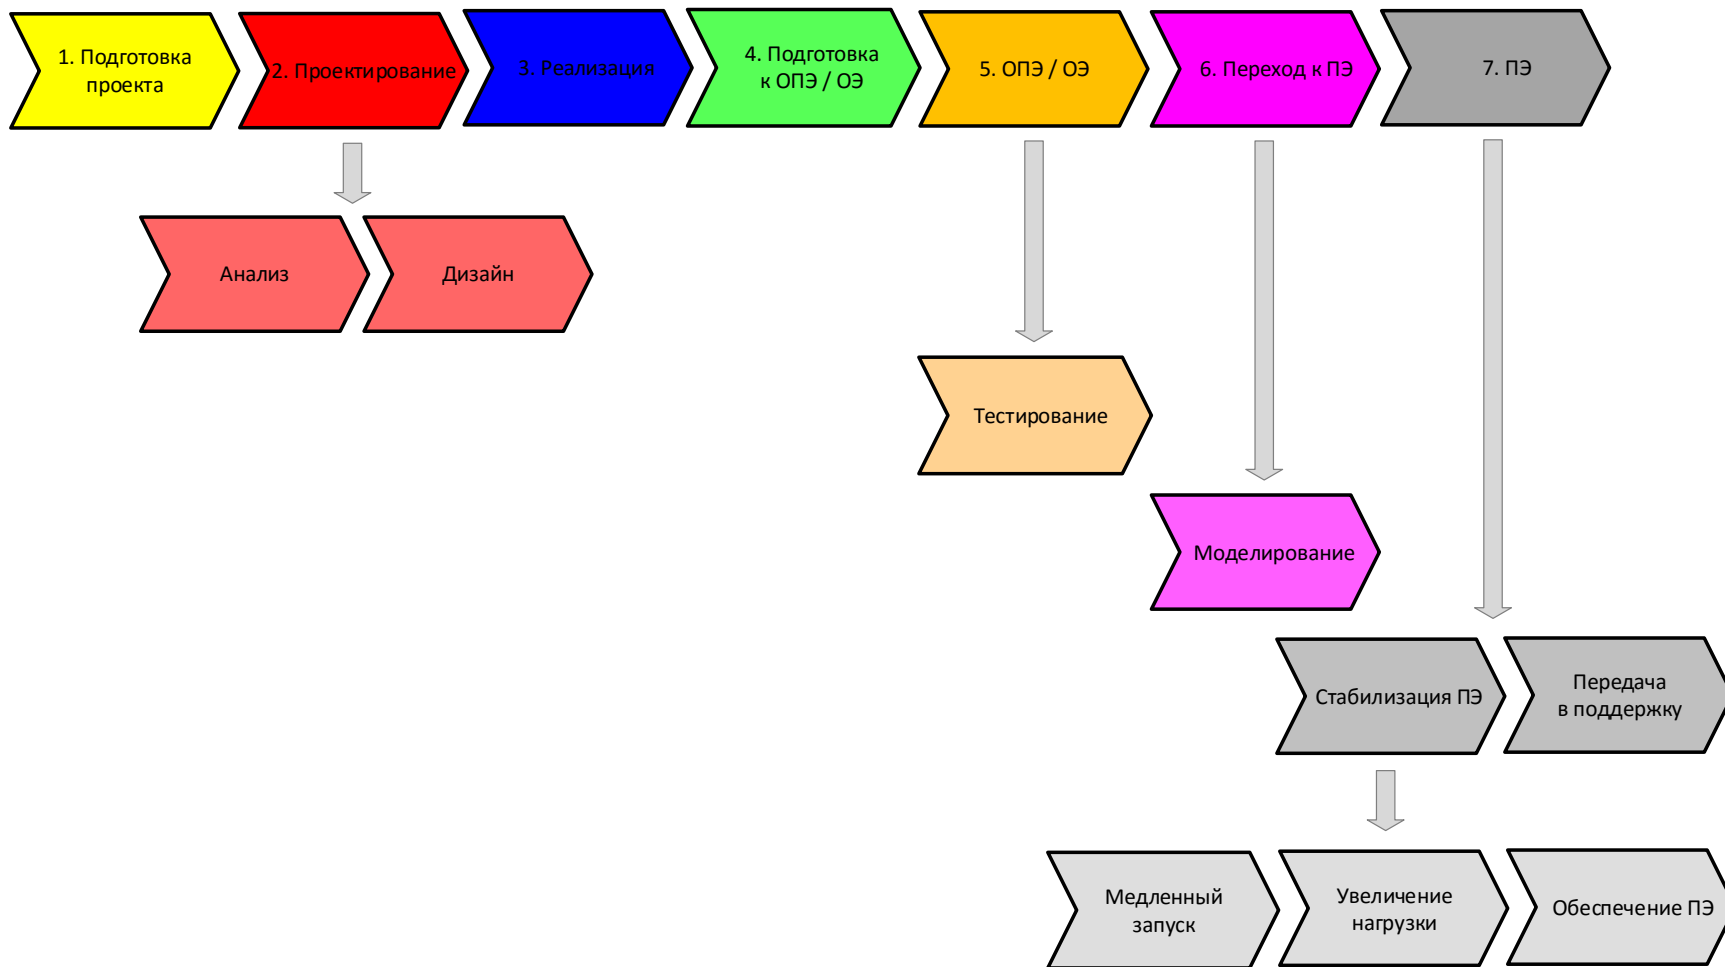 1. Подготовка
проекта
2. Проектирование
3. Реализация
4. Подготовка
к ОПЭ / ОЭ
5. ОПЭ / ОЭ
6. Переход к ПЭ
7. ПЭ
Анализ
Дизайн
Тестирование
Моделирование
Стабилизация ПЭ
Передача
в поддержку
Медленный
запуск
Увеличение
нагрузки
Обеспечение ПЭ